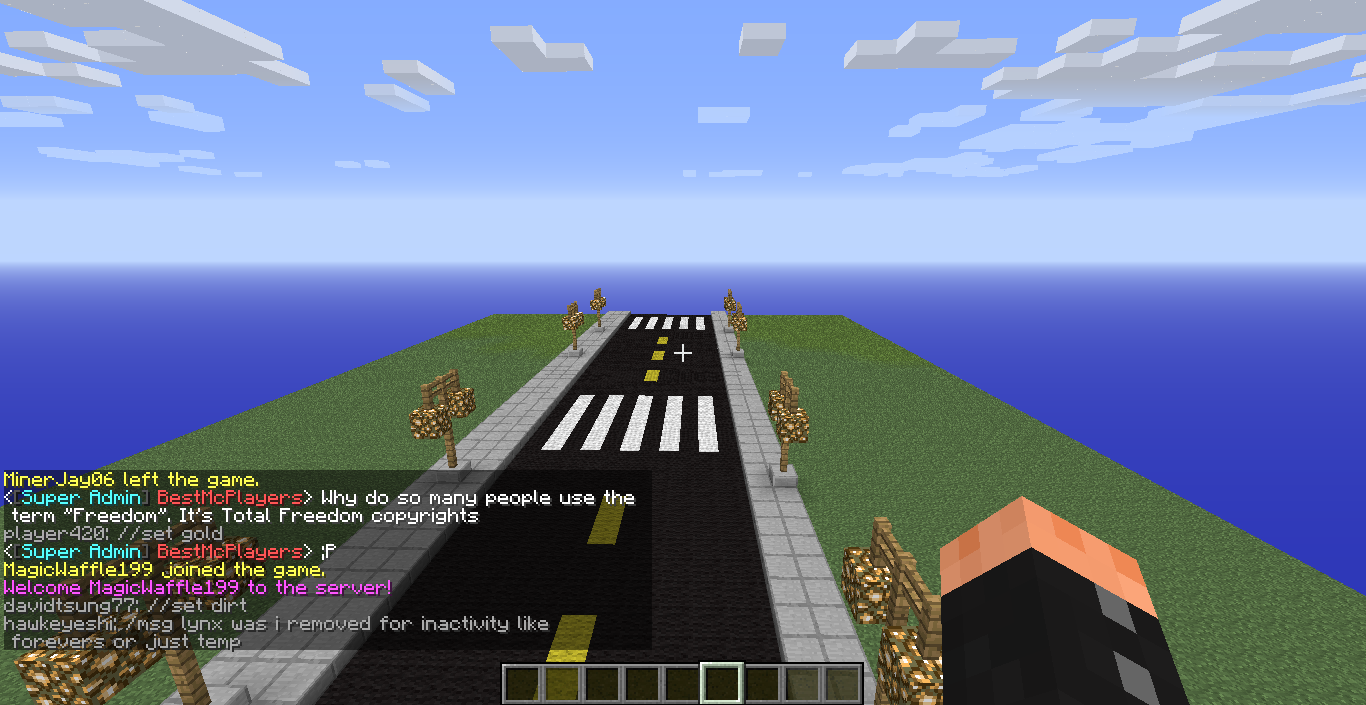 MinerJay06 left the game.
<[Super Admin] BestMcPlayers> Why do so many people use the
term "Freedom", It's Total Freedom copyrights
player420: //set gold
<[Super Admin] BestMcPlayers> ;P
MagicWaffle199 joined the game.
Welcome MagicWaffle199 to the server!
davidtsung77: //set dirt
hawkeyeshi: /msg lynx was i removed for inactivity like
forevers or just temp